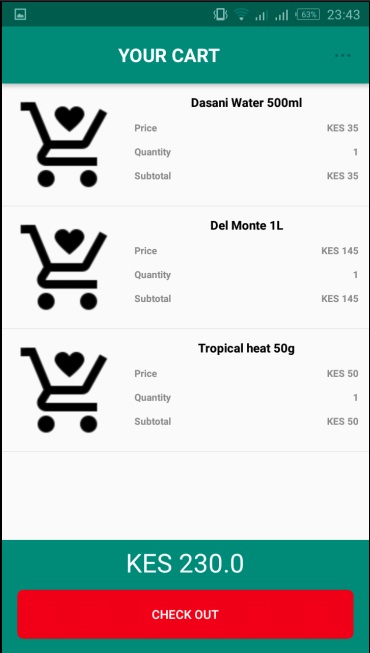 63% 23:43
YOUR CART
Dasani Water 500ml
Price KES 35
Quantity 1
Subtotal KES 35
Del Monte 1L
Price KES 145
Quantity 1
Subtotal KES 145
Tropical heat 50g
Price KES 50
Quantity 1
Subtotal KES 50
KES 230.0
CHECK OUT